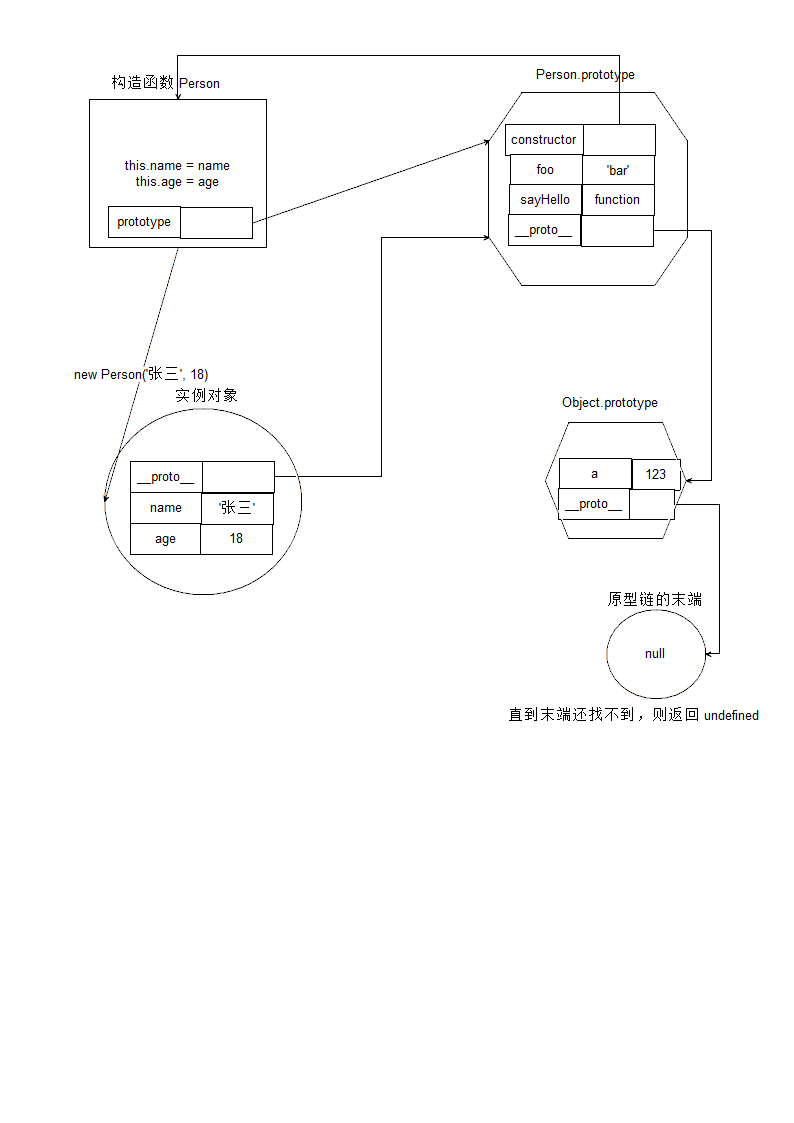 构造函数 Person
this.name = name
this.age = age
prototype
Person.prototype
constructor
foo 'bar'
sayHello function
__proto__
new Person('张三', 18)
实例对象
__proto__
name '张三'
age 18
Object.prototype
a 123
__proto__
原型链的末端
null
直到末端还找不到，则返回 undefined